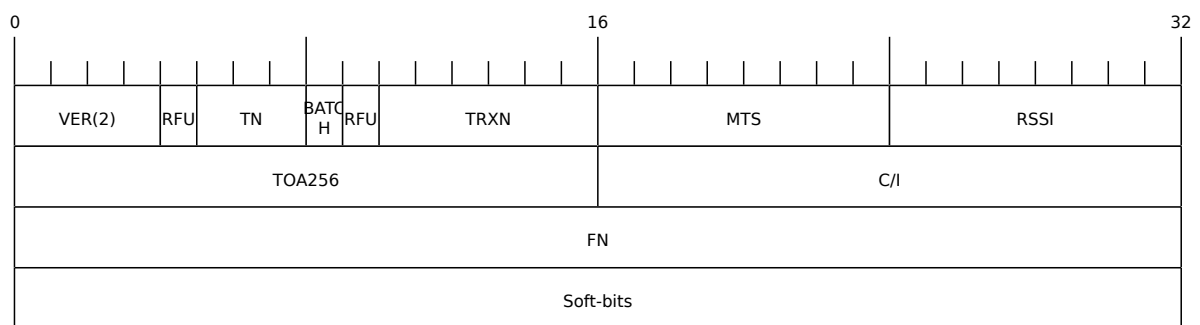 0 16 32
VER(2) RFU TN BATC
H RFU TRXN MTS RSSI
TOA256 C/I
FN
Soft-bits